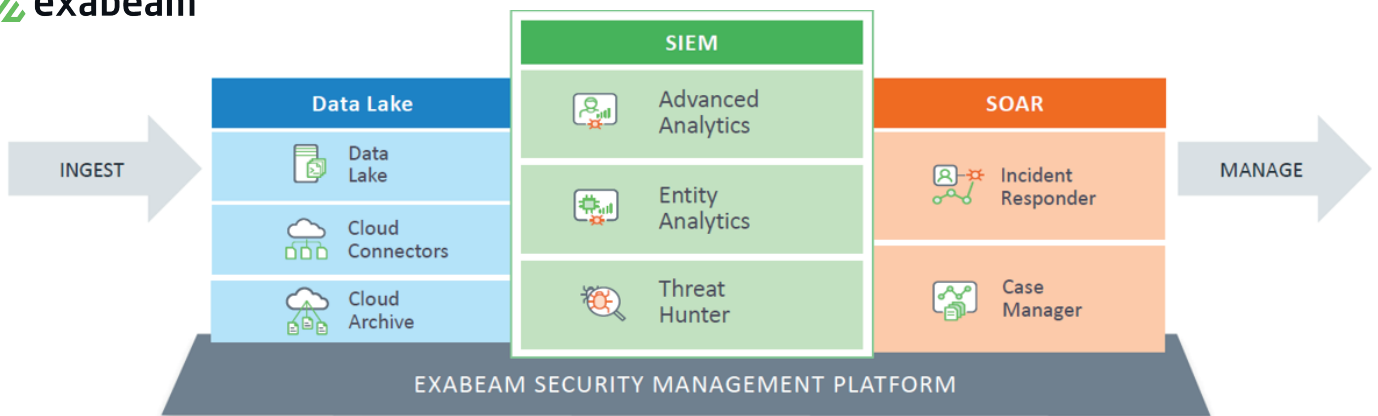 exabeam
INGEST
Data Lake
Data
Lake
Cloud
Connectors
Cloud
Archive
SIEM
Advanced
Analytics
Entity
Analytics
Threat
Hunter
SOAR
Incident
Responder
Case
Manager
MANAGE
EXABEAM SECURITY MANAGEMENT PLATFORM